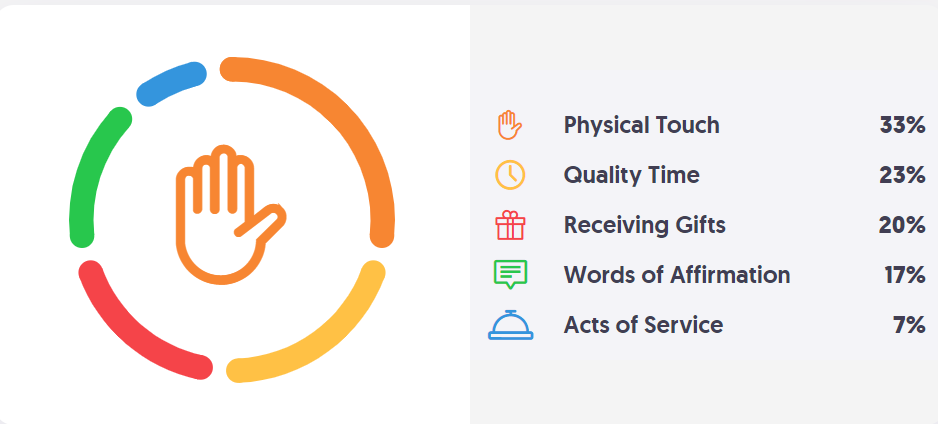 Physical Touch 33%
Quality Time 23%
Receiving Gifts 20%
Words of Affirmation 17%
Acts of Service 7%